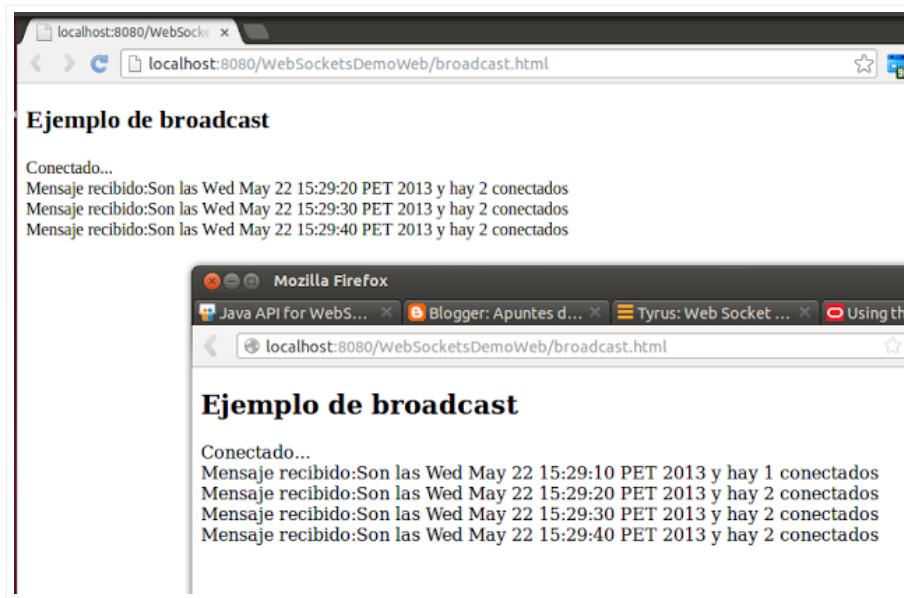 localhost:8080/WebSocke
localhost:8080/WebSocketsDemoWeb/broadcast.html
Ejemplo de broadcast
Conectado...
Mensaje recibido:Son las Wed May 22 15:29:20 PET 2013 y hay 2 conectados
Mensaje recibido:Son las Wed May 22 15:29:30 PET 2013 y hay 2 conectados
Mensaje recibido:Son las Wed May 22 15:29:40 PET 2013 y hay 2 conectados
Mozilla Firefox
Java API for WebS... Blogger: Apuntes d... Tyrus: Web Socket ... Using th
localhost:8080/WebSocketsDemoWeb/broadcast.html
Ejemplo de broadcast
Conectado...
Mensaje recibido:Son las Wed May 22 15:29:10 PET 2013 y hay 1 conectados
Mensaje recibido:Son las Wed May 22 15:29:20 PET 2013 y hay 2 conectados
Mensaje recibido:Son las Wed May 22 15:29:30 PET 2013 y hay 2 conectados
Mensaje recibido:Son las Wed May 22 15:29:40 PET 2013 y hay 2 conectados